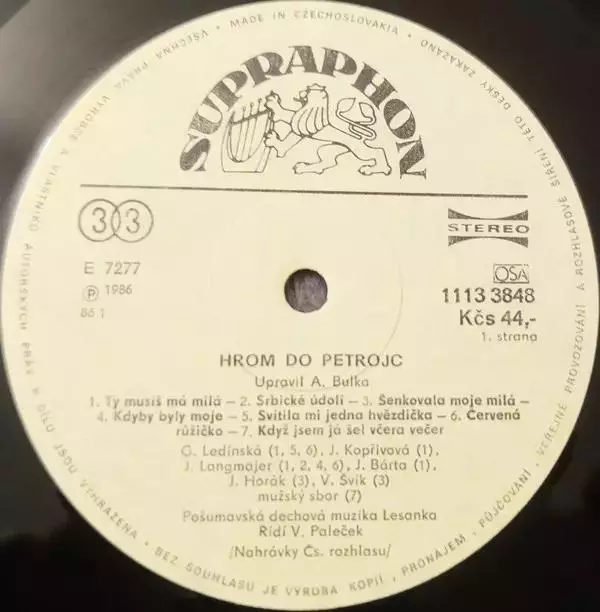 MADE IN CZECHOSLOVAKIA • VŠECHNA PRÁVA VÝROBCE A VLASTNÍKŮ AUTORSKÝCH PRÁV K DÍLU JSOU VYHRAŽENA • BEZ SOUHLASU JE VÝROBA KOPIÍ, PRONÁJEM, PŮJČOVÁNÍ, VEŘEJNÉ PROVOZOVÁNÍ A ROZHLASOVÉ ŠÍŘENÍ TÉTO DESKY ZAKÁZÁNO •
SUPRAPHON
33
STEREO
E 7277
Ⓟ 1986
86 1
OSA
1113 3848
Kčs 44,-
1. strana
HROM DO PETROJC
Upravil A. Bulka
1. Ty musíš má milá – 2. Srbické údolí – 3. Šenkovala moje milá –
4. Kdyby byly moje – 5. Svítila mi jedna hvězdička – 6. Červená
růžičko – 7. Když jsem já šel včera večer
G. Ledínská (1, 5, 6), J. Kopřivová (1),
J. Langmajer (1, 2, 4, 6), J. Bárta (1),
J. Horák (3), V. Švík (3)
mužský sbor (7)
Pošumavská dechová muzika Lesanka
Řídí V. Paleček
/Nahrávky Čs. rozhlasu/